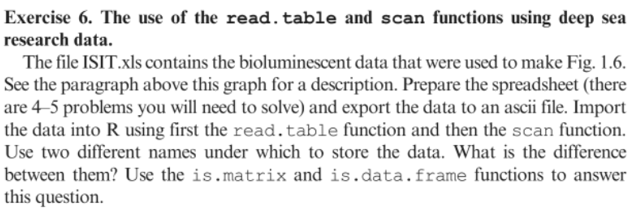 Exercise 6. The use of the read.table and scan functions using deep sea
research data.
The file ISIT.xls contains the bioluminescent data that were used to make Fig. 1.6.
See the paragraph above this graph for a description. Prepare the spreadsheet (there
are 4–5 problems you will need to solve) and export the data to an ascii file. Import
the data into R using first the read.table function and then the scan function.
Use two different names under which to store the data. What is the difference
between them? Use the is.matrix and is.data.frame functions to answer
this question.